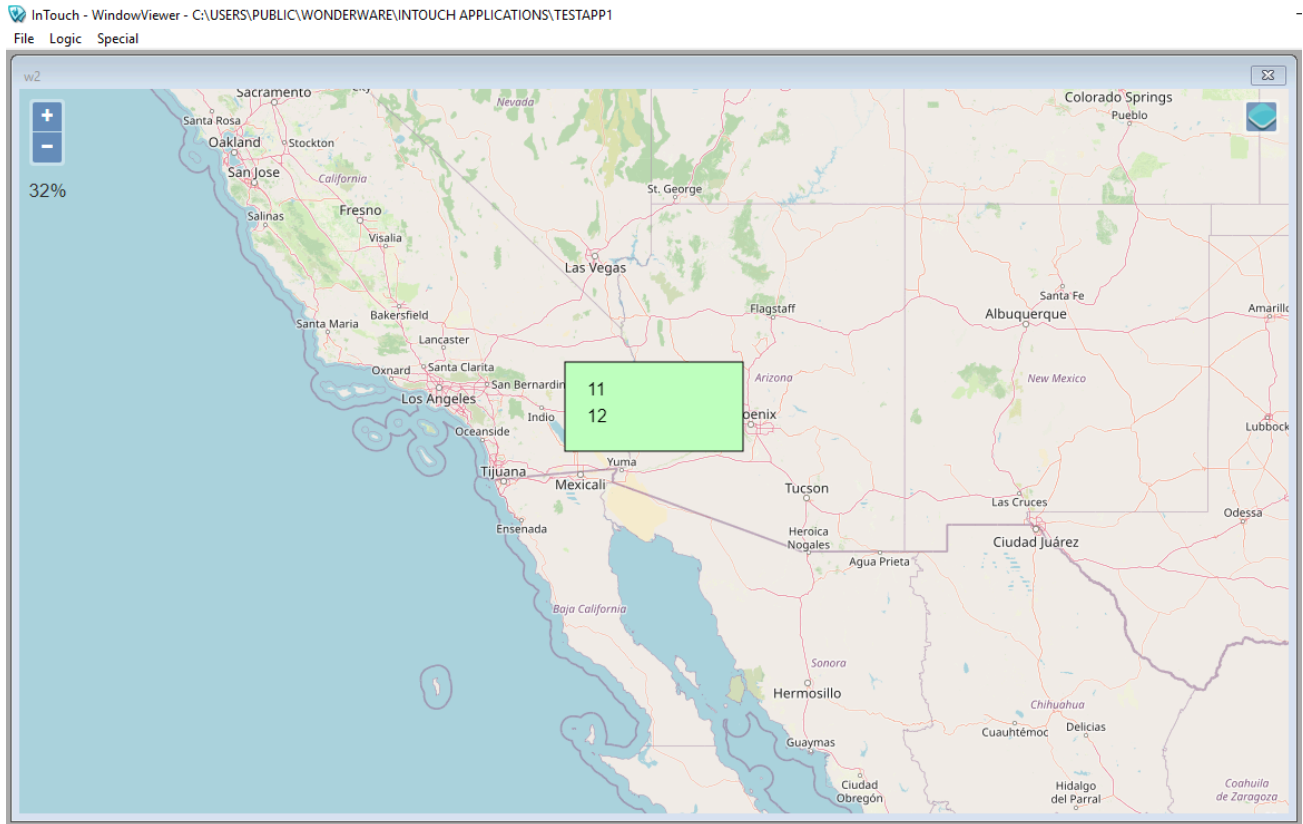 InTouch - WindowViewer - C:\USERS\PUBLIC\WONDERWARE\INTOUCH APPLICATIONS\TESTAPP1
File Logic Special
w2
+
−
32%
Sacramento
Nevada
Colorado Springs
Pueblo
Santa Rosa
Oakland
Stockton
San Jose
California
St. George
Salinas
Fresno
Visalia
Las Vegas
Santa Fe
Flagstaff
Albuquerque
Amarillo
Santa Maria
Bakersfield
Lancaster
Oxnard
Santa Clarita
San Bernardin
Arizona
New Mexico
11
12
Los Angeles
Indio
oenix
Lubbock
Oceanside
Yuma
Tijuana
Mexicali
Tucson
Las Cruces
Odessa
Ensenada
Heroica
Nogales
Ciudad Juárez
Agua Prieta
Baja California
Sonora
Hermosillo
Chihuahua
Cuauhtémoc
Delicias
Guaymas
Ciudad
Obregón
Hidalgo
del Parral
Coahuila
de Zaragoza